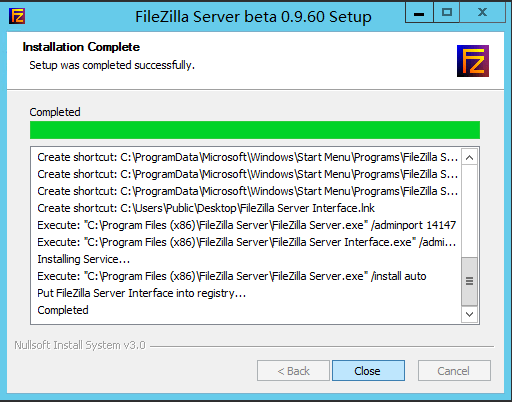 FileZilla Server beta 0.9.60 Setup
Installation Complete
Setup was completed successfully.
Completed
Create shortcut: C:\ProgramData\Microsoft\Windows\Start Menu\Programs\FileZilla S...
Create shortcut: C:\ProgramData\Microsoft\Windows\Start Menu\Programs\FileZilla S...
Create shortcut: C:\ProgramData\Microsoft\Windows\Start Menu\Programs\FileZilla S...
Create shortcut: C:\Users\Public\Desktop\FileZilla Server Interface.lnk
Execute: "C:\Program Files (x86)\FileZilla Server\FileZilla Server.exe" /adminport 14147
Execute: "C:\Program Files (x86)\FileZilla Server\FileZilla Server Interface.exe" /admi...
Installing Service...
Execute: "C:\Program Files (x86)\FileZilla Server\FileZilla Server.exe" /install auto
Put FileZilla Server Interface into registry...
Completed
Nullsoft Install System v3.0
< Back
Close
Cancel